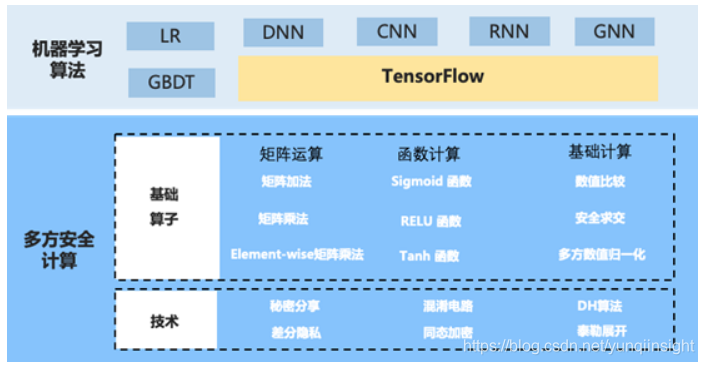 机器学习
算法
LR
DNN
CNN
RNN
GNN
GBDT
TensorFlow
多方安全
计算
基础
算子
矩阵运算
函数计算
基础计算
矩阵加法
Sigmoid 函数
数值比较
矩阵乘法
RELU 函数
安全求交
Element-wise矩阵乘法
Tanh 函数
多方数值归一化
技术
秘密分享
混淆电路
DH算法
差分隐私
同态加密
泰勒展开
https://blog.csdn.net/yunqiinsight